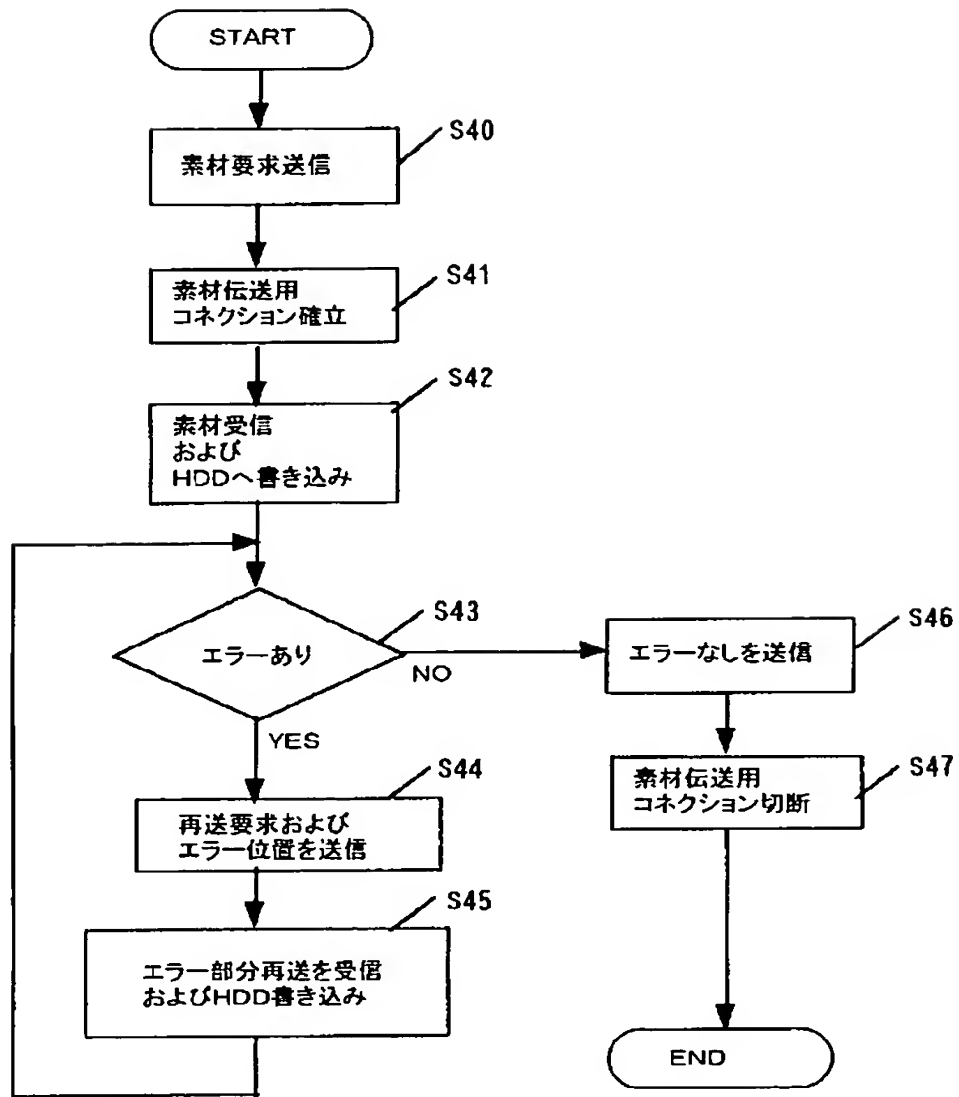 START
S40
素材要求送信
S41
素材伝送用
コネクション確立
S42
素材受信
および
HDDへ書き込み
S43
エラーあり
NO
YES
S44
再送要求および
エラー位置を送信
S45
エラー部分再送を受信
およびHDD書き込み
S46
エラーなしを送信
S47
素材伝送用
コネクション切断
END